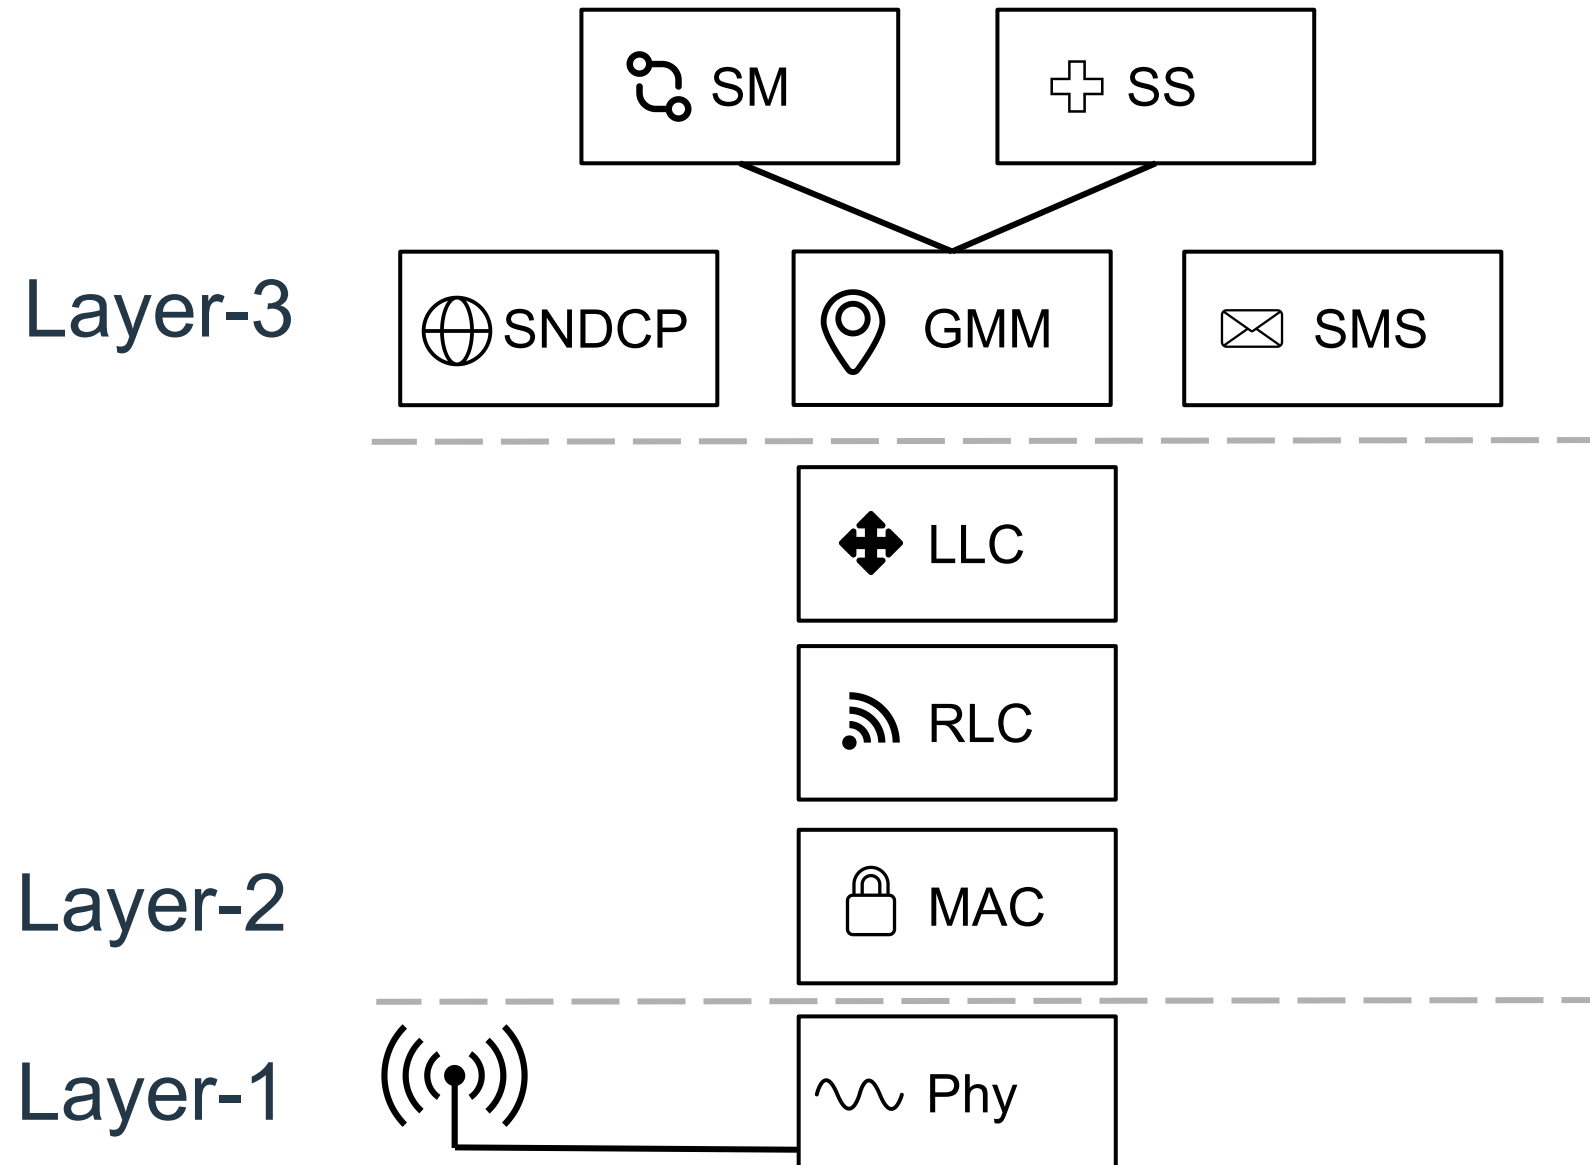 SM
SS
Layer-3
SNDCP
GMM
SMS
LLC
RLC
Layer-2
MAC
Layer-1
Phy